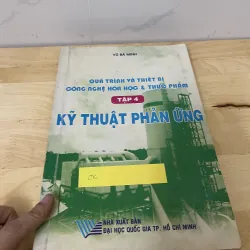 VŨ BÁ MINH
QUÁ TRÌNH VÀ THIẾT BỊ
CÔNG NGHỆ HÓA HỌC & THỰC PHẨM
TẬP 4
KỸ THUẬT PHẢN ỨNG
NHÀ XUẤT BẢN
ĐẠI HỌC QUỐC GIA TP. HỒ CHÍ MINH